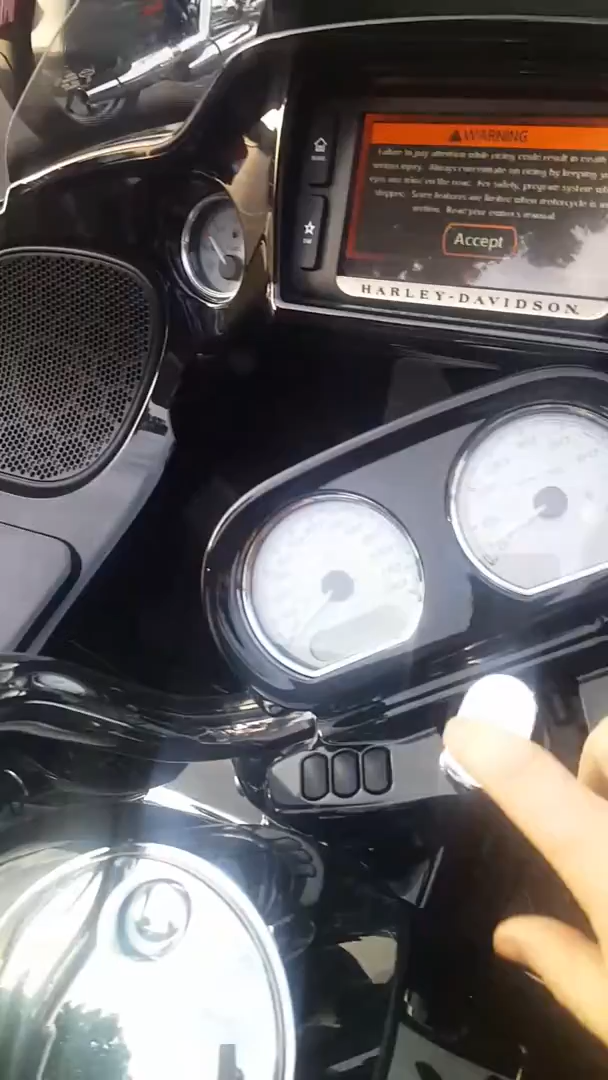 WARNING
Failure to pay attention while riding could result in death
serious injury. Always concentrate on riding by keeping your
eyes and mind on the road. For safety, program system while
stopped. Some features are limited when motorcycle is in
motion. Read your owner's manual.
Accept
HARLEY-DAVIDSON